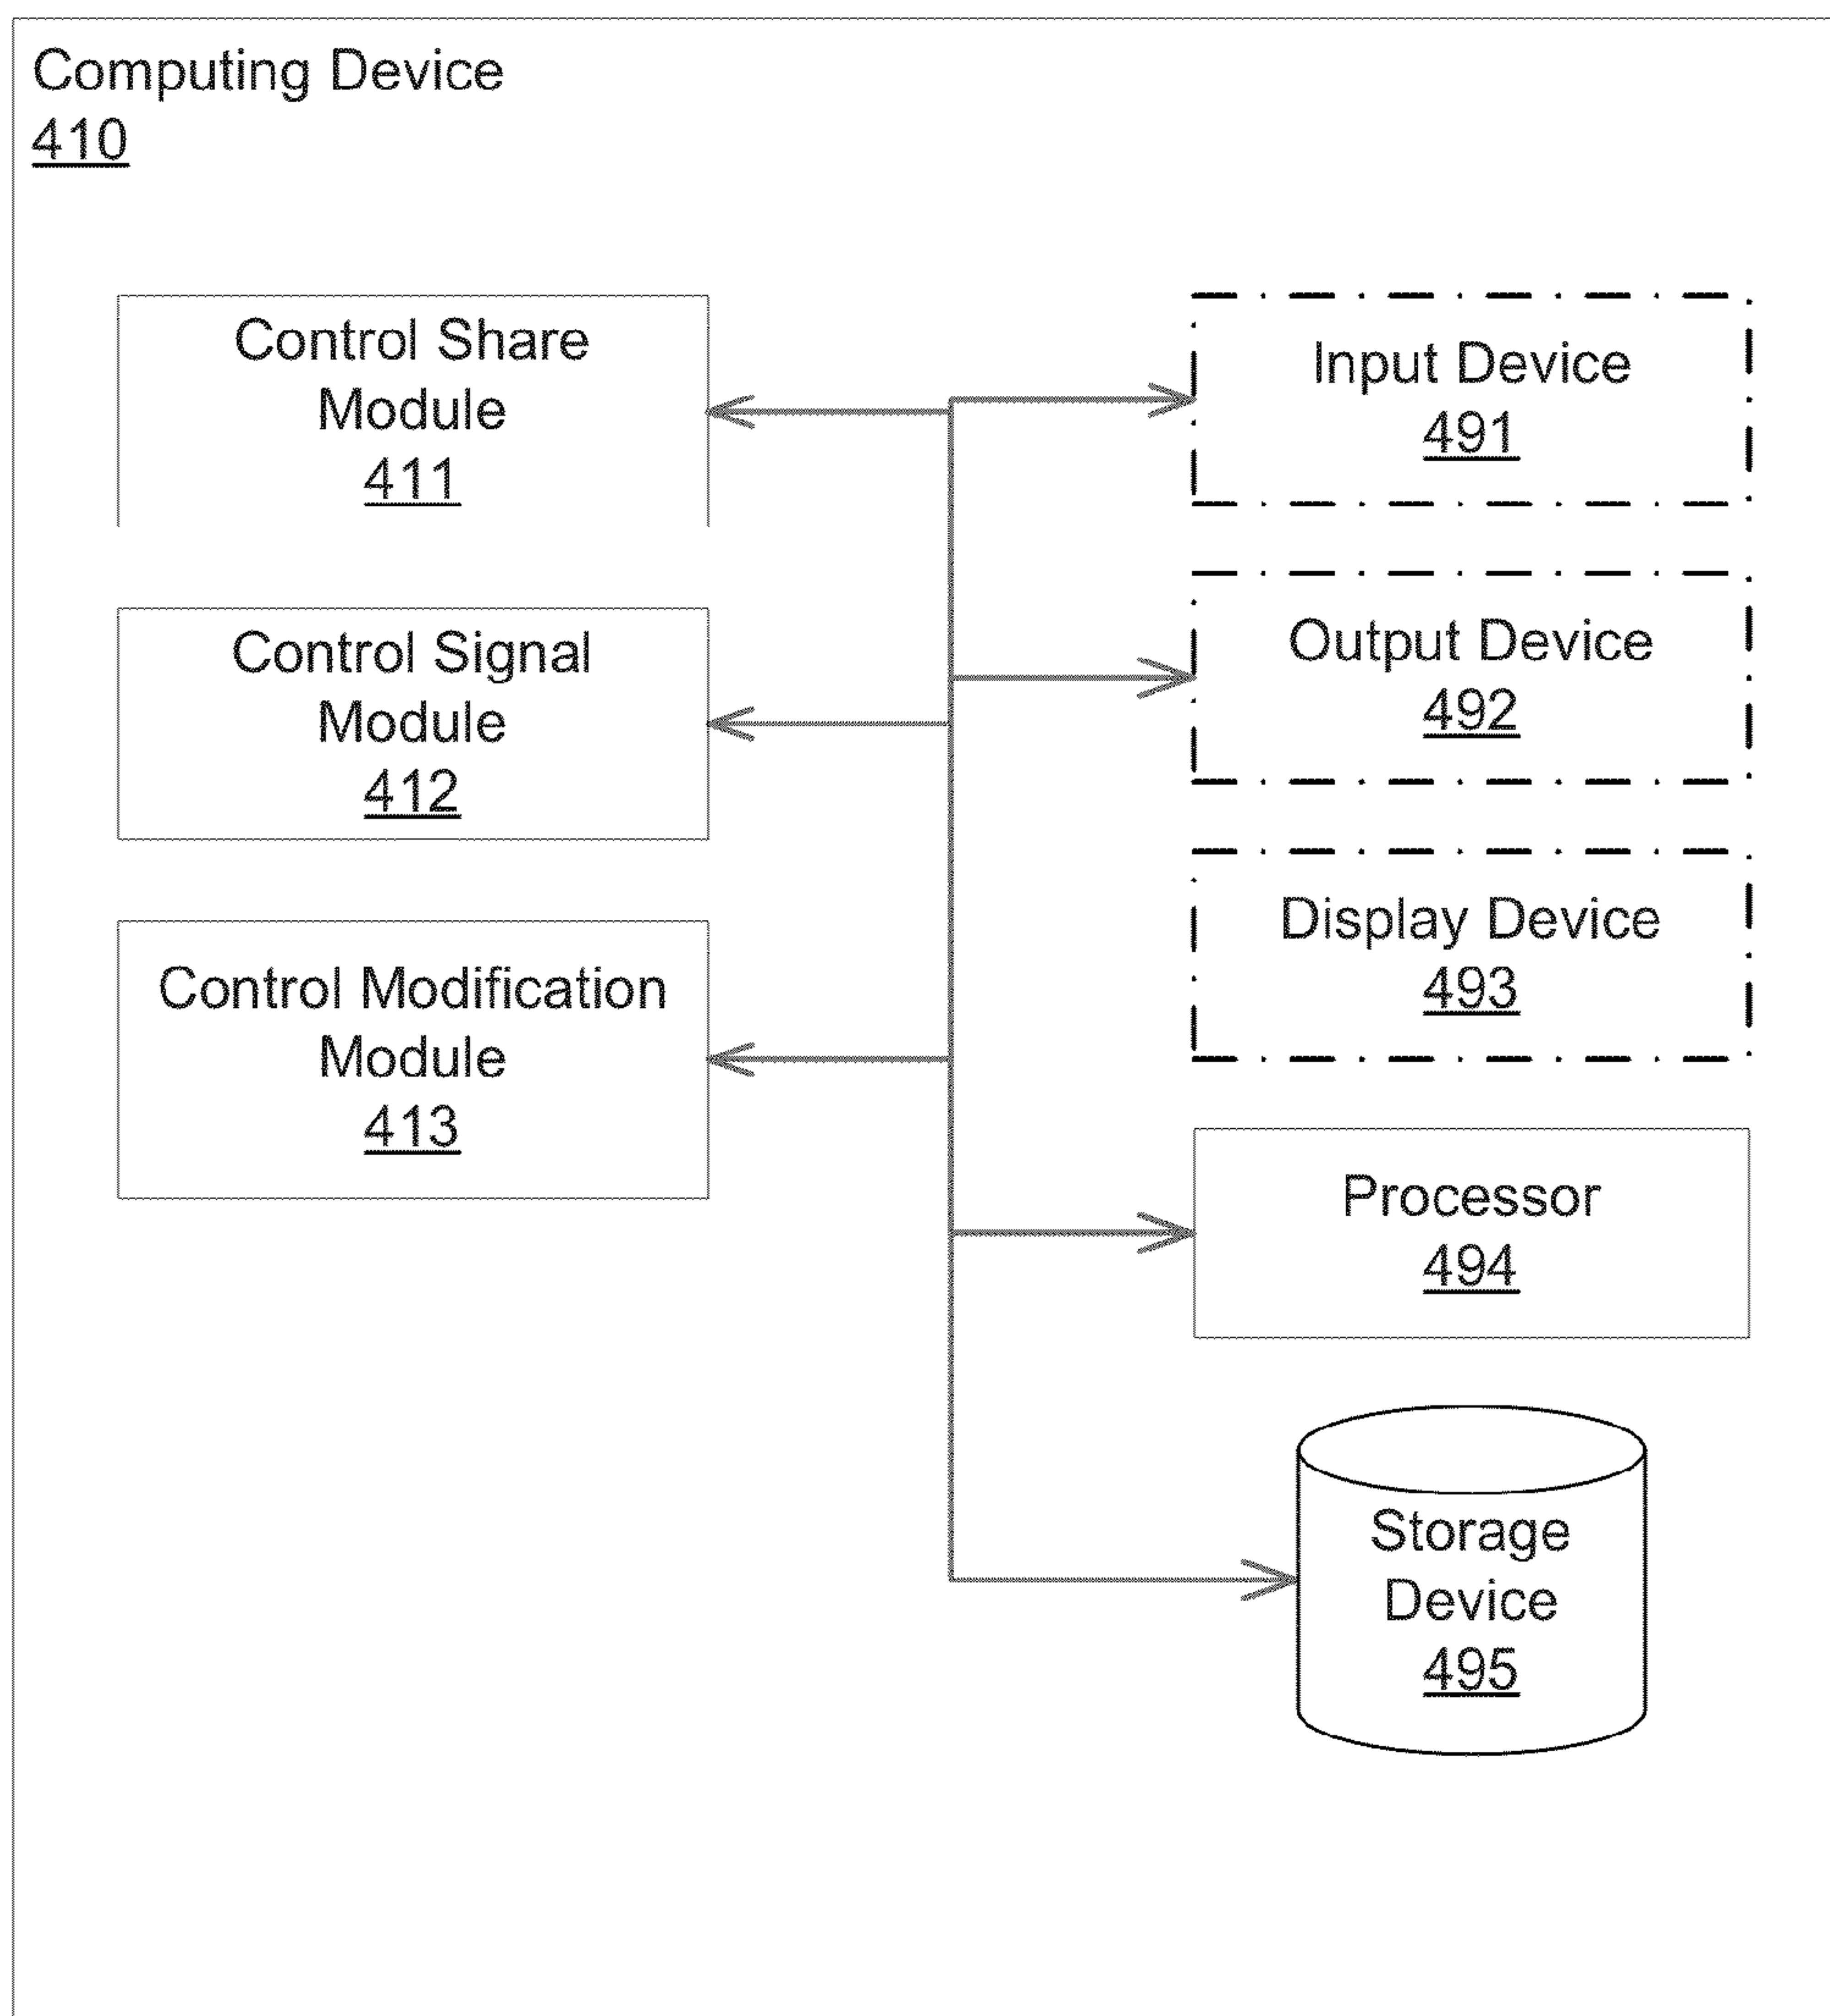 Computing Device
410
Control Share
Module
411
Control Signal
Module
412
Control Modification
Module
413
Input Device
491
Output Device
492
Display Device
493
Processor
494
Storage
Device
495